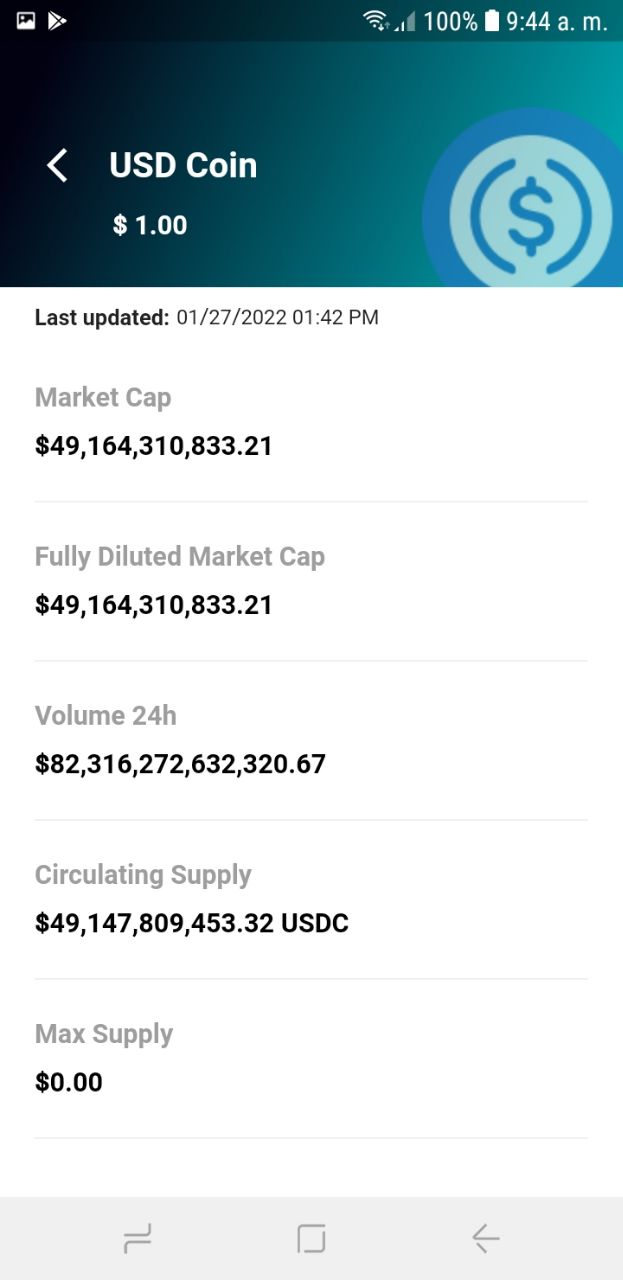 100% 9:44 a. m.
USD Coin
$ 1.00
Last updated: 01/27/2022 01:42 PM
Market Cap
$49,164,310,833.21
Fully Diluted Market Cap
$49,164,310,833.21
Volume 24h
$82,316,272,632,320.67
Circulating Supply
$49,147,809,453.32 USDC
Max Supply
$0.00